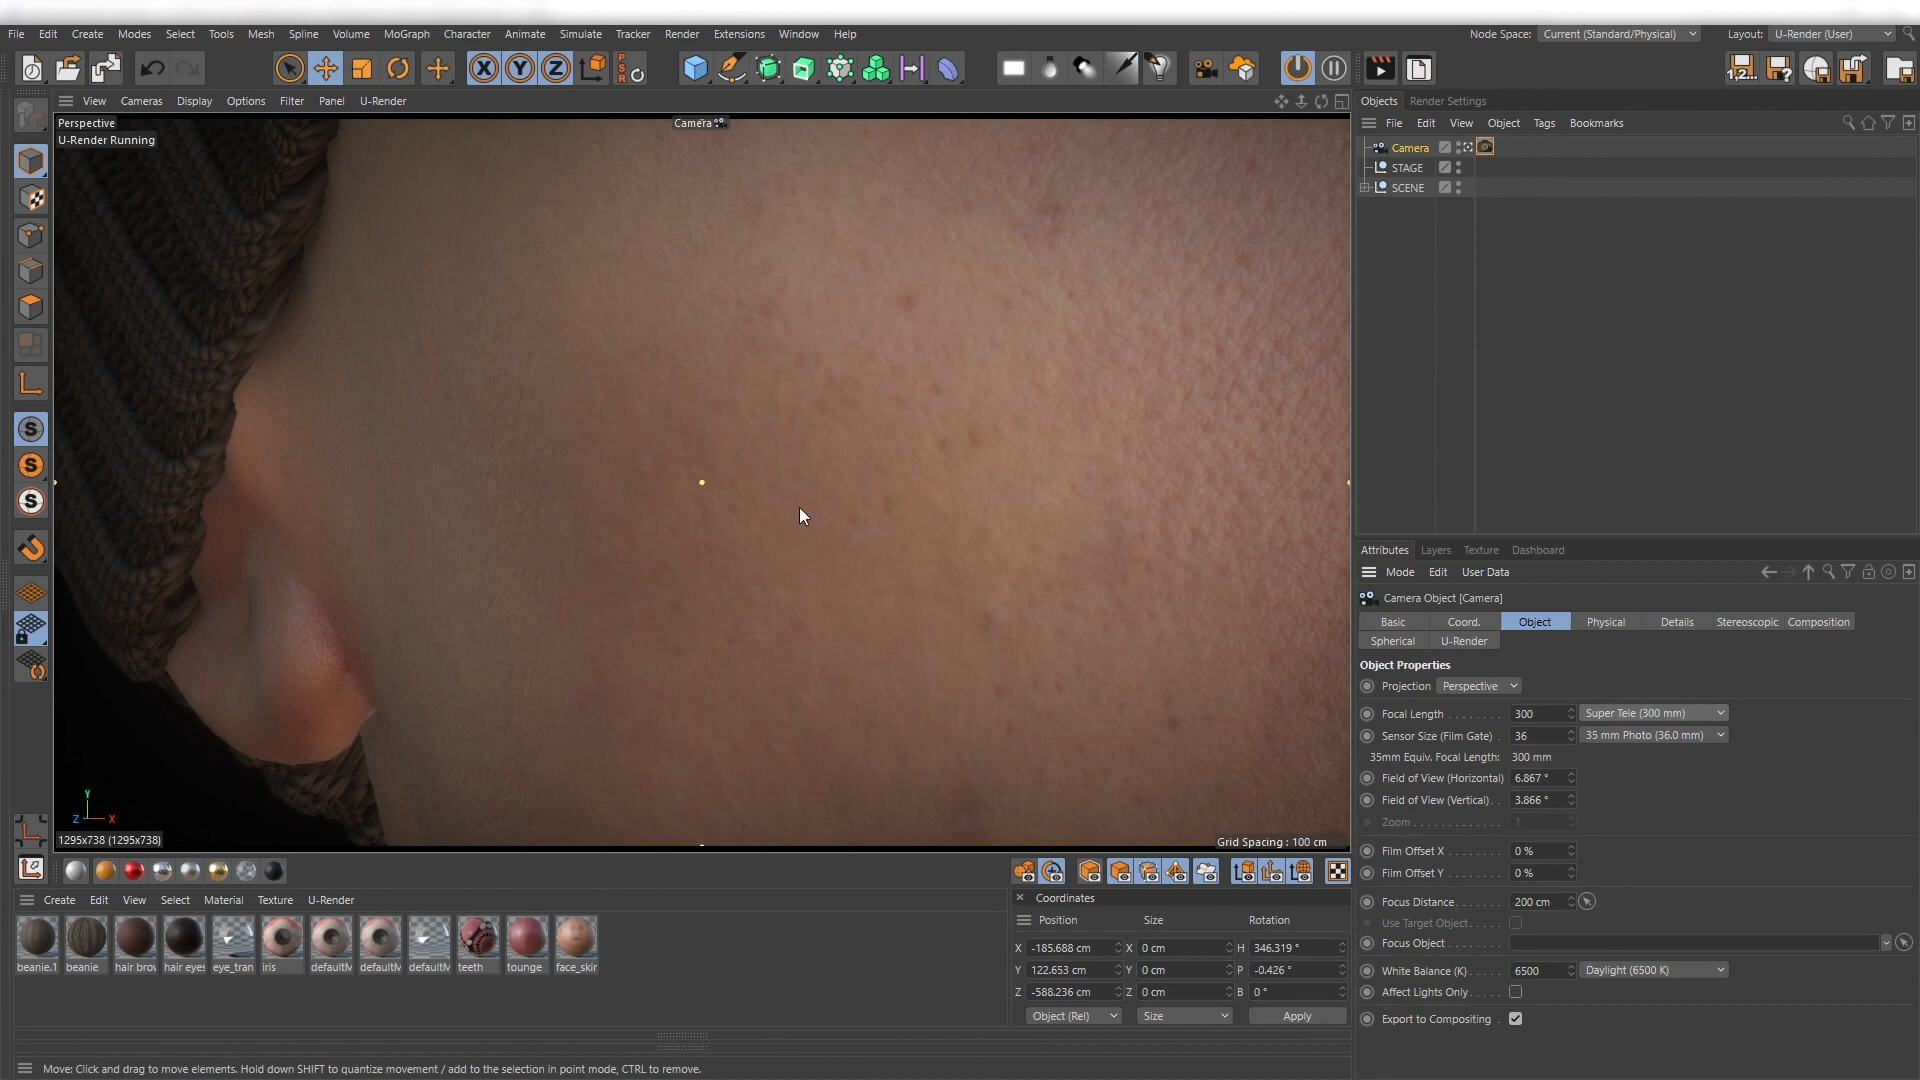 File Edit Create Modes Select Tools Mesh Spline Volume MoGraph Character Animate Simulate Tracker Render Extensions Window Help Node Space: Current (Standard/Physical) Layout: U-Render (User)
X Y Z PSR 1,2...
View Cameras Display Options Filter Panel U-Render
Perspective Camera
U-Render Running
Y
Z X
1295x738 (1295x738) Grid Spacing : 100 cm
Objects Render Settings
File Edit View Object Tags Bookmarks
Camera
STAGE
SCENE
Attributes Layers Texture Dashboard
Mode Edit User Data
Camera Object [Camera]
Basic Coord. Object Physical Details Stereoscopic Composition
Spherical U-Render
Object Properties
Projection Perspective
Focal Length . . . . . . . . 300 Super Tele (300 mm)
Sensor Size (Film Gate) . 36 35 mm Photo (36.0 mm)
35mm Equiv. Focal Length: 300 mm
Field of View (Horizontal) 6.867 °
Field of View (Vertical) . . 3.866 °
Zoom . . . . . . . . . . . . . 1
Film Offset X . . . . . . . . 0 %
Film Offset Y . . . . . . . . 0 %
Focus Distance . . . . . . 200 cm
Use Target Object . . . .
Focus Object . . . . . . .
White Balance (K) . . . . 6500 Daylight (6500 K)
Affect Lights Only . . . .
Export to Compositing .
Create Edit View Select Material Texture U-Render
beanie.1 beanie hair brov hair eyes eye_tran iris defaultM defaultM defaultM teeth tounge face_skir
Coordinates
Position Size Rotation
X -185.688 cm X 0 cm H 346.319 °
Y 122.653 cm Y 0 cm P -0.426 °
Z -588.236 cm Z 0 cm B 0 °
Object (Rel) Size Apply
Move: Click and drag to move elements. Hold down SHIFT to quantize movement / add to the selection in point mode, CTRL to remove.